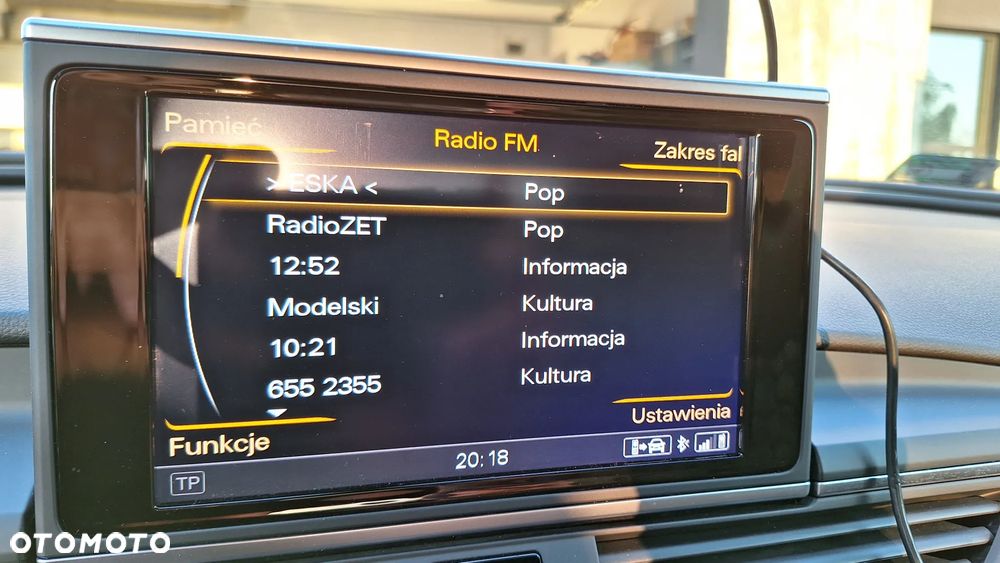 Pamięć
Radio FM
Zakres fal
> ESKA < Pop
RadioZET Pop
12:52 Informacja
Modelski Kultura
10:21 Informacja
655 2355 Kultura
Funkcje
Ustawienia
TP
20:18
OTOMOTO